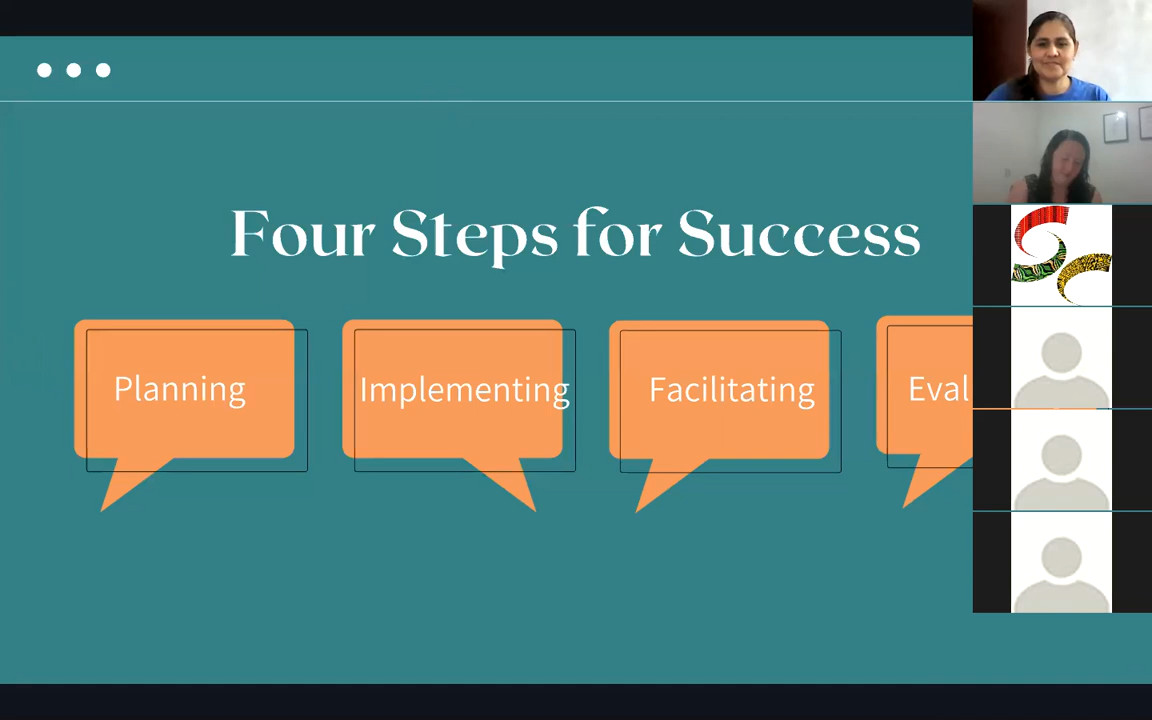 Four Steps for Success
Planning
Implementing
Facilitating
Eval